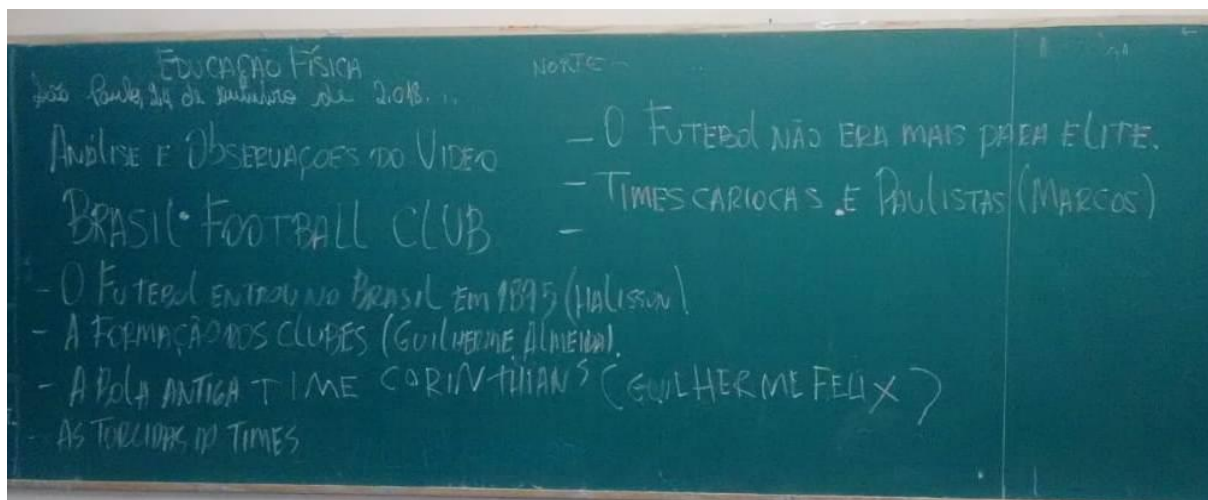 EDUCAÇÃO FÍSICA
São Paulo, 24 de outubro de 2.018.
ANÁLISE E OBSERVAÇOES DO VIDEO
BRASIL FOOTBALL CLUB
- O FUTEBOL ENTROU NO BRASIL EM 1895 (HALISSON)
- A FORMAÇÃO DOS CLUBES (GUILHERME ALMEIDA).
- A BOLA ANTIGA TIME CORINTHIANS (GUILHERME FELIX)
- AS TORCIDAS DO TIMES
NORTE -
- O FUTEBOL NÃO ERA MAIS PARA ELITE.
- TIMES CARIOCAS E PAULISTAS (MARCOS)
-